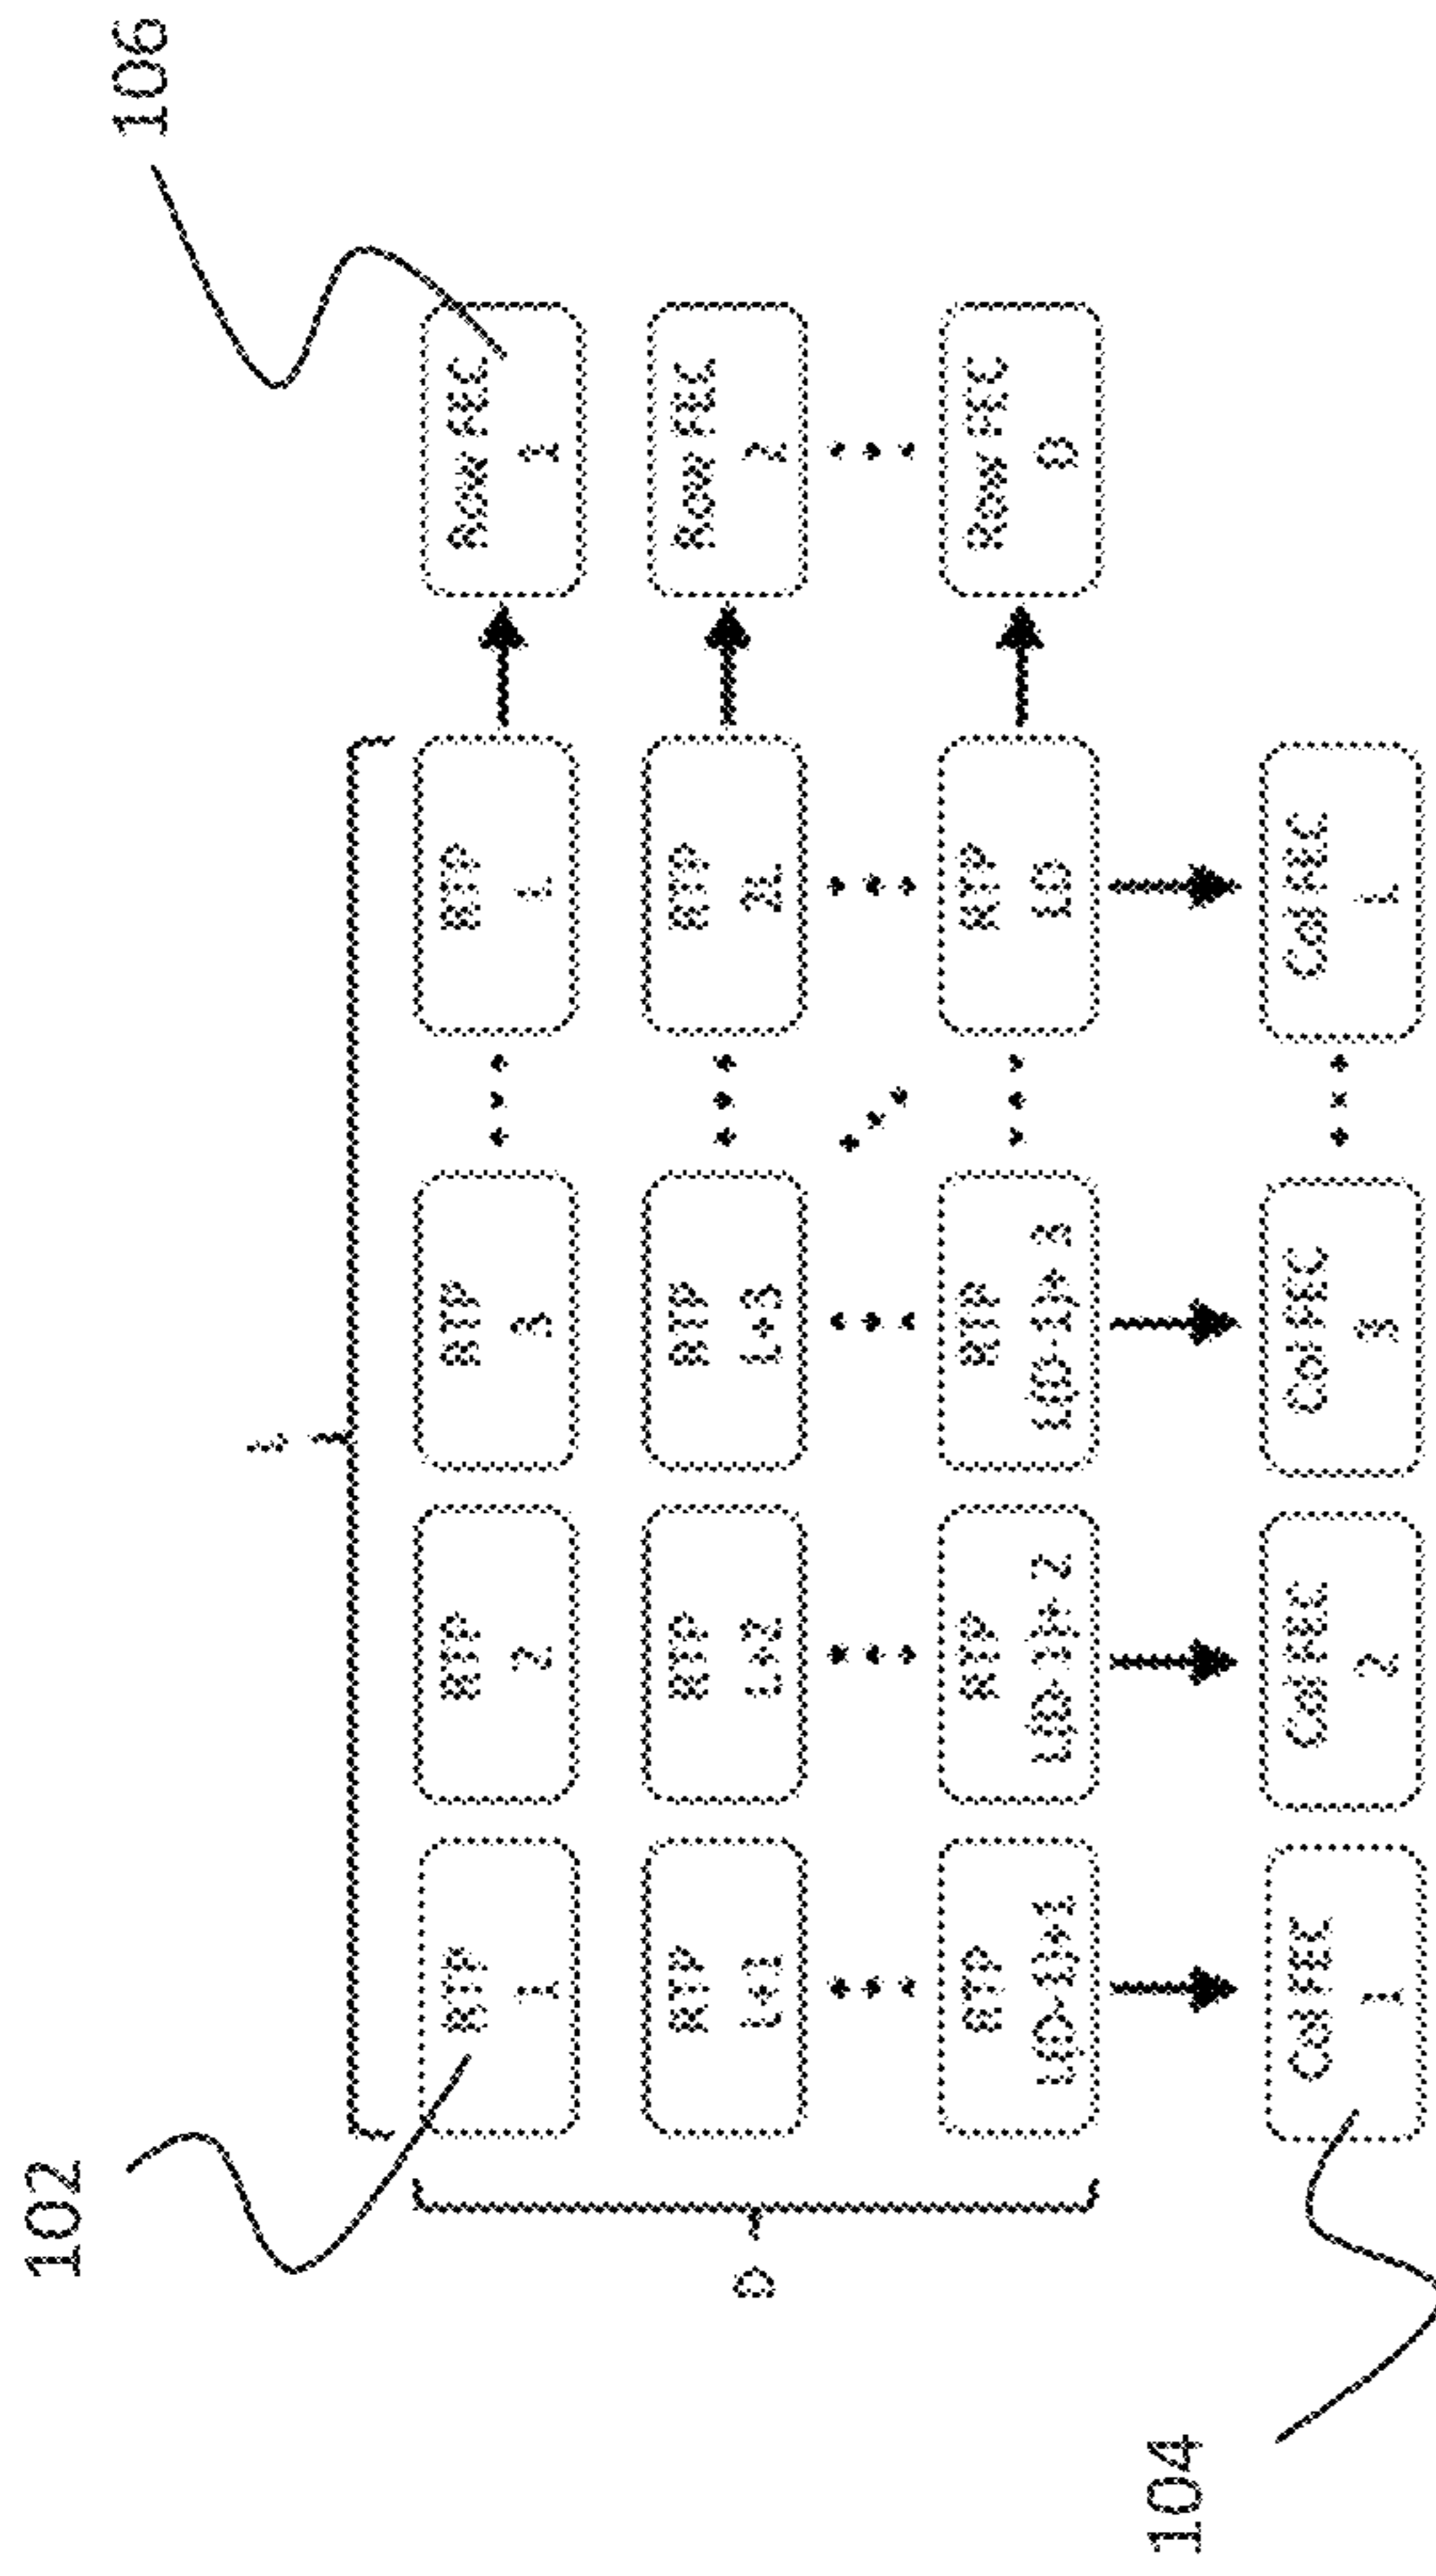 106
102
L
RTP
1
RTP
2
RTP
3
RTP
L
Row FEC
1
D
RTP
L+1
RTP
L+2
RTP
L+3
RTP
2L
Row FEC
2
RTP
L(D-1)+1
RTP
L(D-1)+2
RTP
L(D-1)+3
RTP
LD
Row FEC
D
104
Col FEC
1
Col FEC
2
Col FEC
3
Col FEC
L